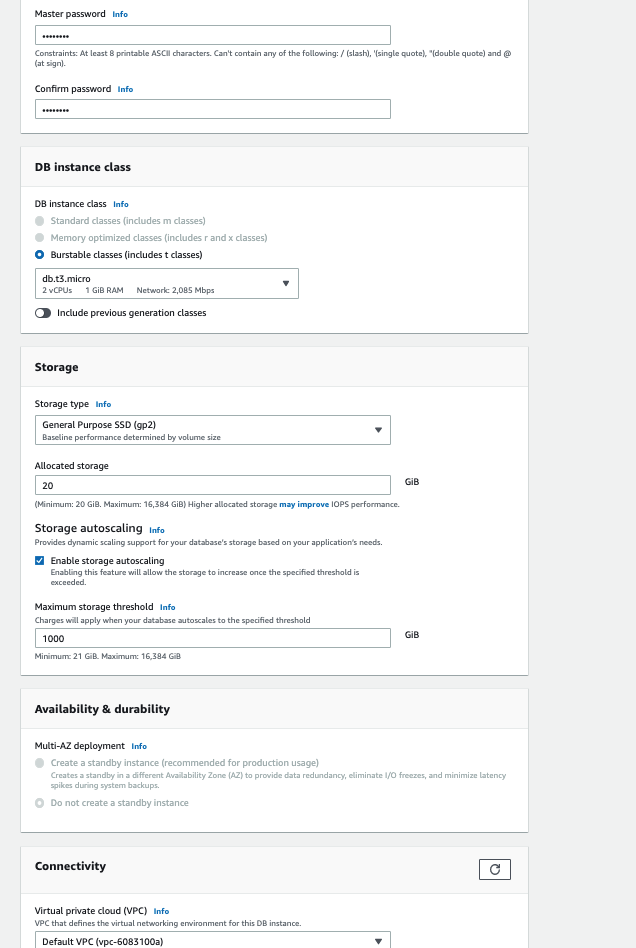 Master password Info
••••••••
Constraints: At least 8 printable ASCII characters. Can't contain any of the following: / (slash), '(single quote), "(double quote) and @
(at sign).
Confirm password Info
••••••••
DB instance class
DB instance class Info
Standard classes (includes m classes)
Memory optimized classes (includes r and x classes)
Burstable classes (includes t classes)
db.t3.micro
2 vCPUs 1 GiB RAM Network: 2,085 Mbps
Include previous generation classes
Storage
Storage type Info
General Purpose SSD (gp2)
Baseline performance determined by volume size
Allocated storage
20 GiB
(Minimum: 20 GiB. Maximum: 16,384 GiB) Higher allocated storage may improve IOPS performance.
Storage autoscaling Info
Provides dynamic scaling support for your database's storage based on your application's needs.
Enable storage autoscaling
Enabling this feature will allow the storage to increase once the specified threshold is
exceeded.
Maximum storage threshold Info
Charges will apply when your database autoscales to the specified threshold
1000 GiB
Minimum: 21 GiB. Maximum: 16,384 GiB
Availability & durability
Multi-AZ deployment Info
Create a standby instance (recommended for production usage)
Creates a standby in a different Availability Zone (AZ) to provide data redundancy, eliminate I/O freezes, and minimize latency
spikes during system backups.
Do not create a standby instance
Connectivity
Virtual private cloud (VPC) Info
VPC that defines the virtual networking environment for this DB instance.
Default VPC (vpc-6083100a)